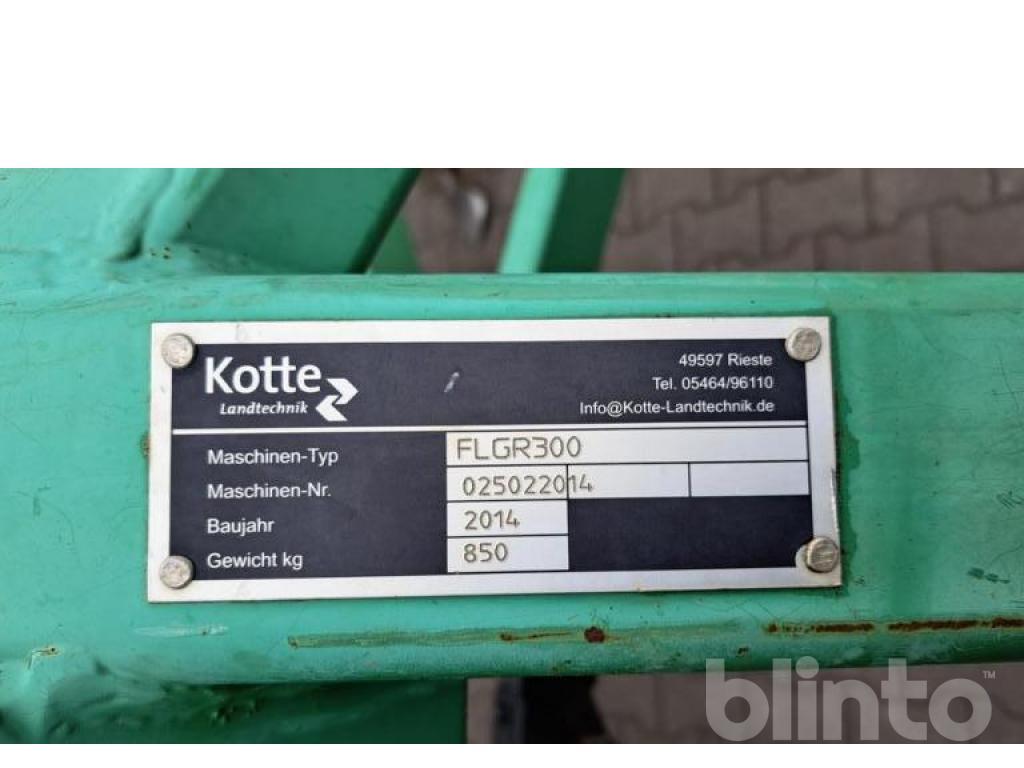 Kotte
Landtechnik
49597 Rieste
Tel. 05464/96110
Info@Kotte-Landtechnik.de
Maschinen-Typ FLGR300
Maschinen-Nr. 025022014
Baujahr 2014
Gewicht kg 850
blinto™